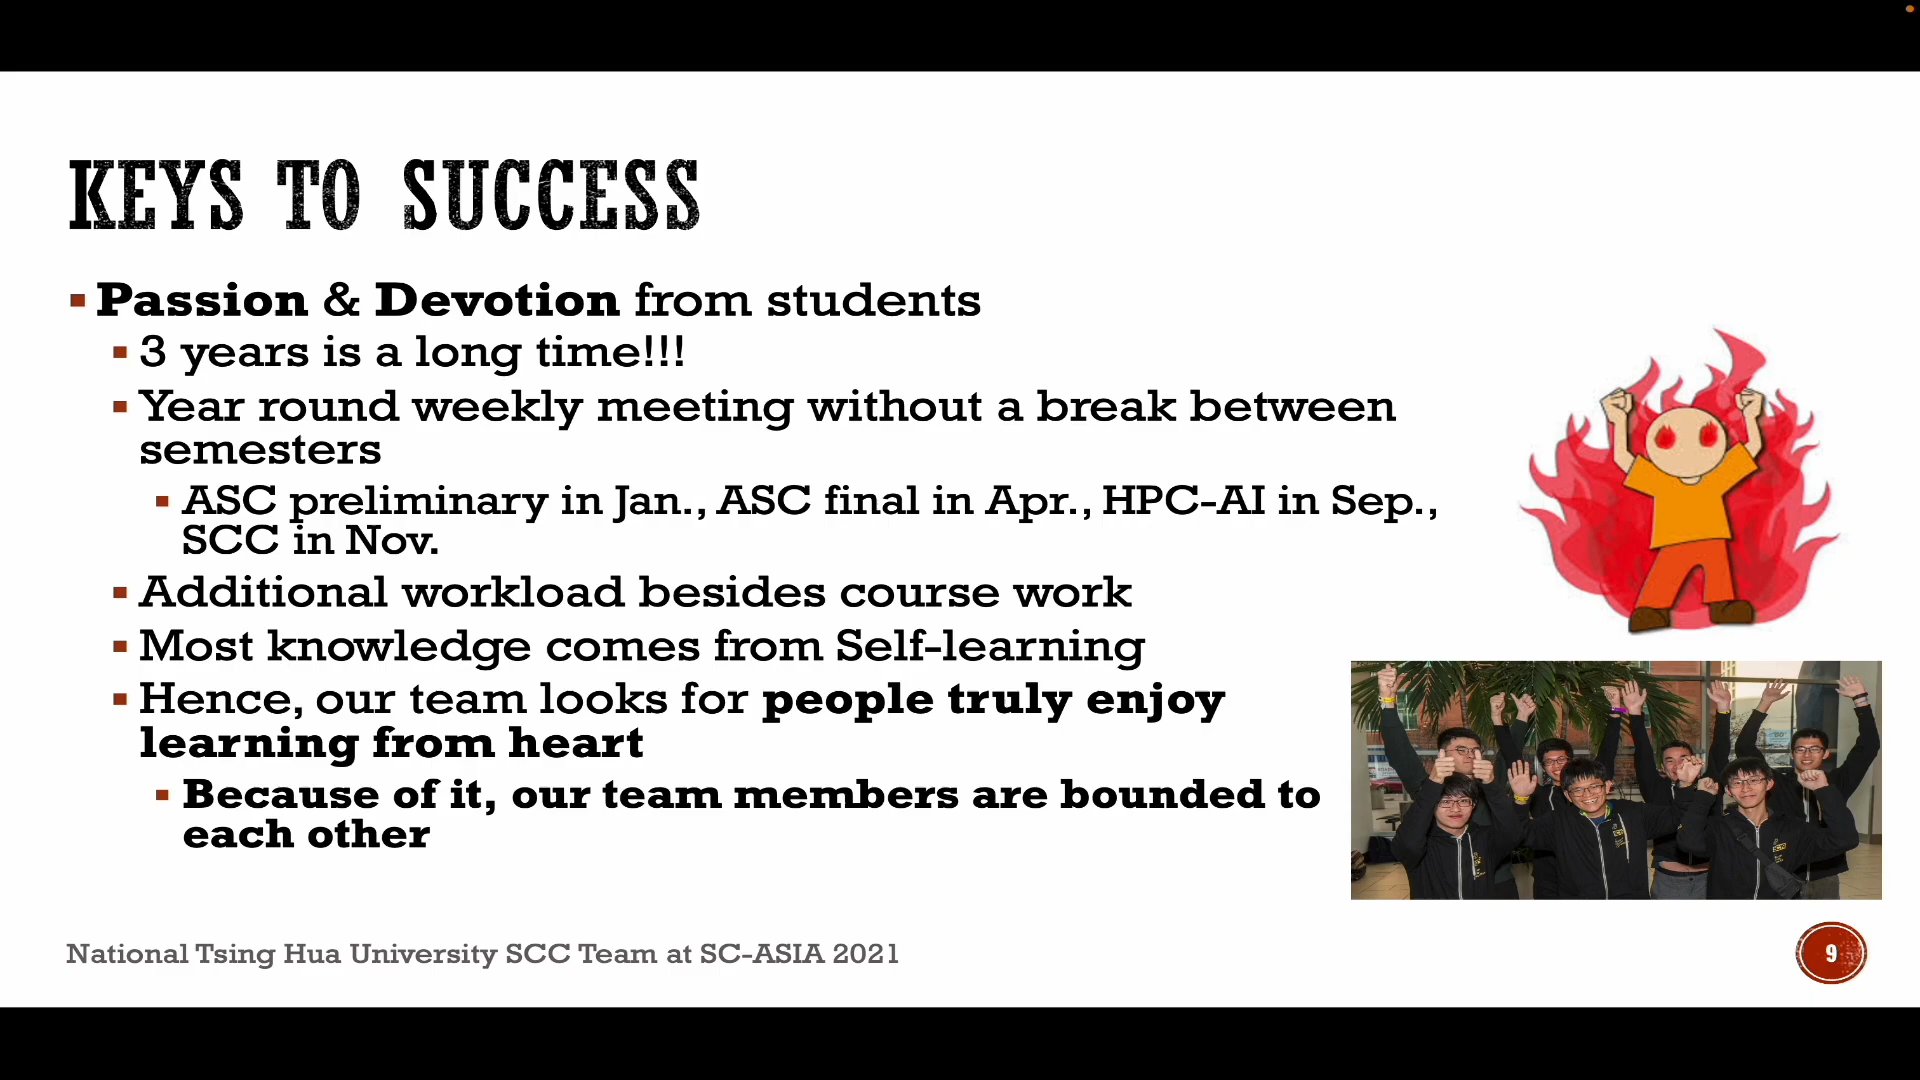 KEYS TO SUCCESS
Passion & Devotion from students
3 years is a long time!!!
Year round weekly meeting without a break between
semesters
ASC preliminary in Jan., ASC final in Apr., HPC-AI in Sep.,
SCC in Nov.
Additional workload besides course work
Most knowledge comes from Self-learning
Hence, our team looks for people truly enjoy
learning from heart
Because of it, our team members are bounded to
each other
National Tsing Hua University SCC Team at SC-ASIA 2021
9